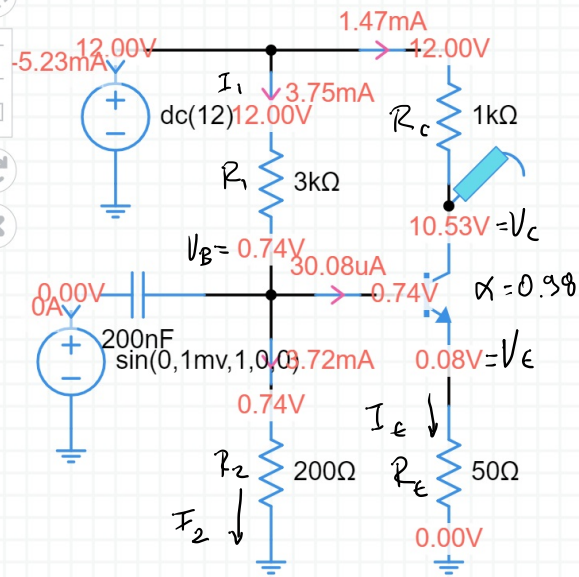 1.47mA
12.00V
12.00V
-5.23mA
I₁
3.75mA
dc(12)
12.00V
Rc
1kΩ
R₁
3kΩ
10.53V
=Vc
VB=
0.74V
30.08uA
0.00V
0.74V
α=0.98
0A
200nF
sin(0,1mv,1,0,0)
3.72mA
0.08V
=VE
0.74V
IE
R2
200Ω
RE
50Ω
I2
0.00V